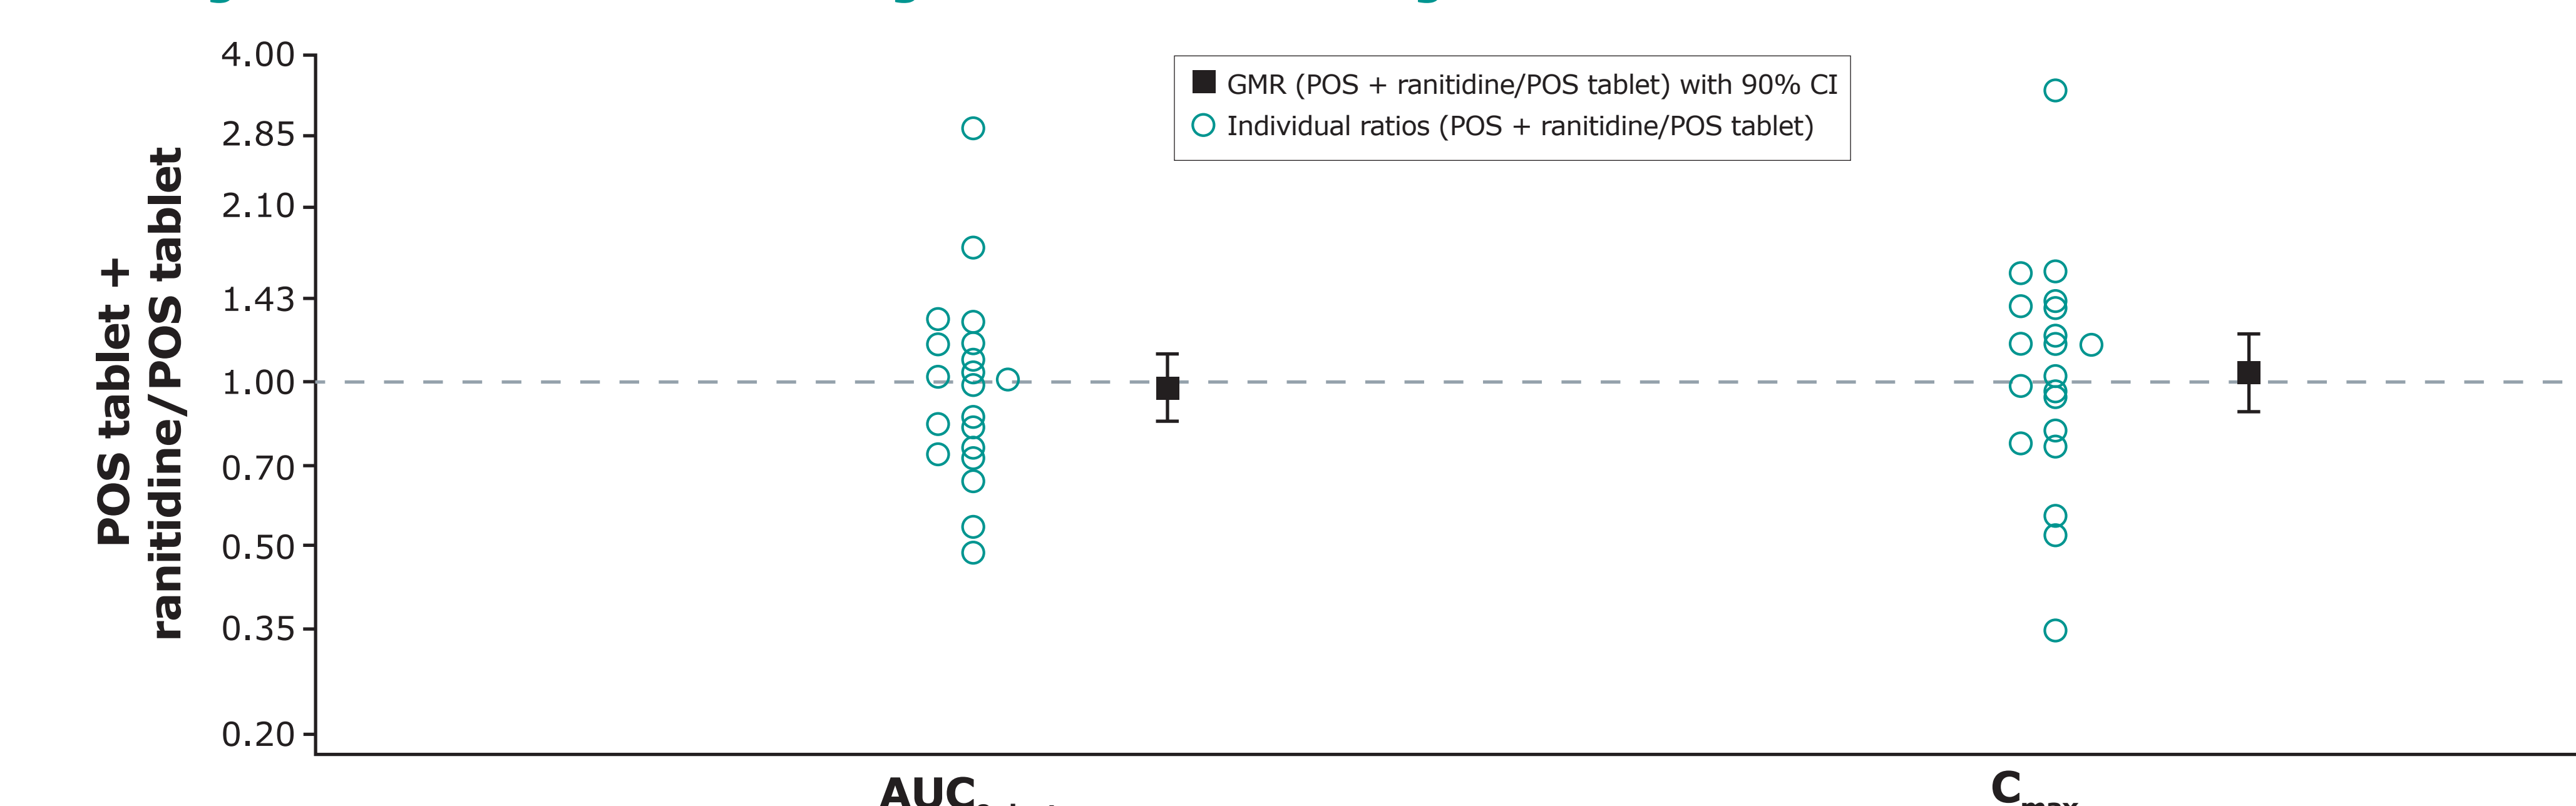 4.00
2.85
2.10
1.43
1.00
0.70
0.50
0.35
0.20
POS tablet +
ranitidine/POS tablet
GMR (POS + ranitidine/POS tablet) with 90% CI
Individual ratios (POS + ranitidine/POS tablet)
AUC
Cmax